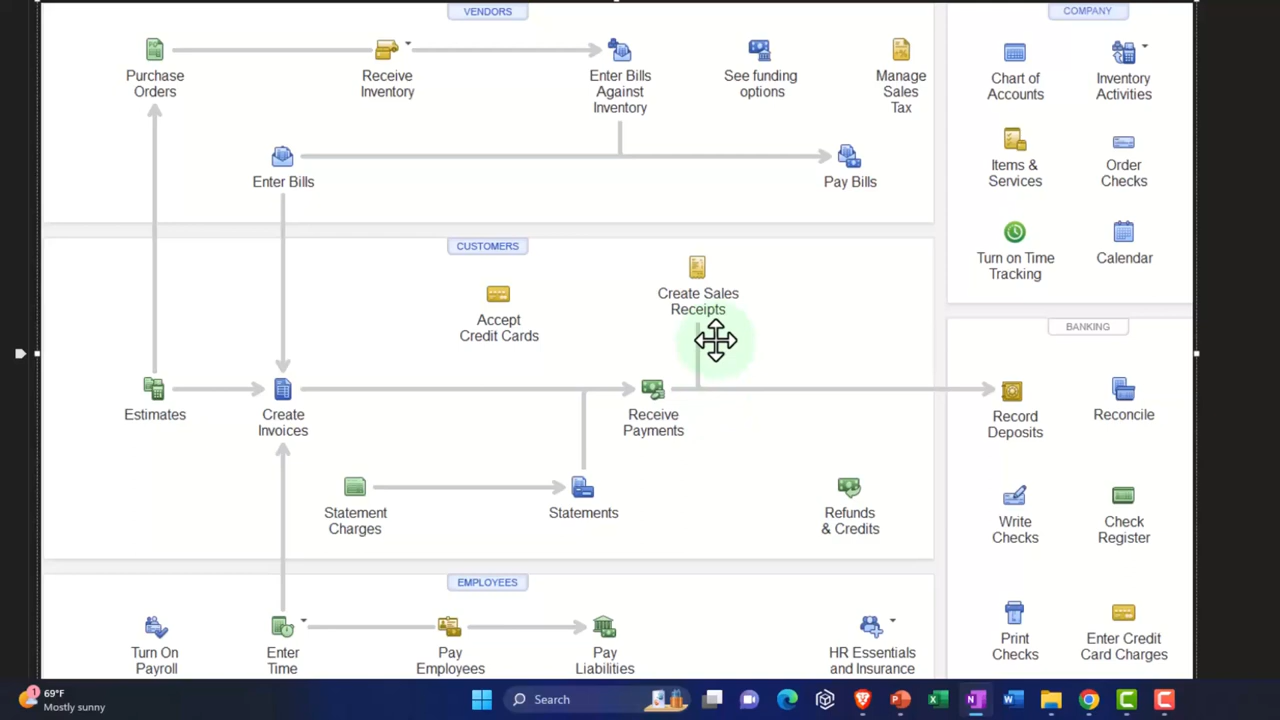 VENDORS
Purchase
Orders
Receive
Inventory
Enter Bills
Against
Inventory
See funding
options
Manage
Sales
Tax
Enter Bills
Pay Bills
CUSTOMERS
Create Sales
Receipts
Accept
Credit Cards
Estimates
Create
Invoices
Receive
Payments
Statement
Charges
Statements
Refunds
& Credits
EMPLOYEES
Turn On
Payroll
Enter
Time
Pay
Employees
Pay
Liabilities
HR Essentials
and Insurance
COMPANY
Chart of
Accounts
Inventory
Activities
Items &
Services
Order
Checks
Turn on Time
Tracking
Calendar
BANKING
Record
Deposits
Reconcile
Write
Checks
Check
Register
Print
Checks
Enter Credit
Card Charges
1
69°F
Mostly sunny
Search